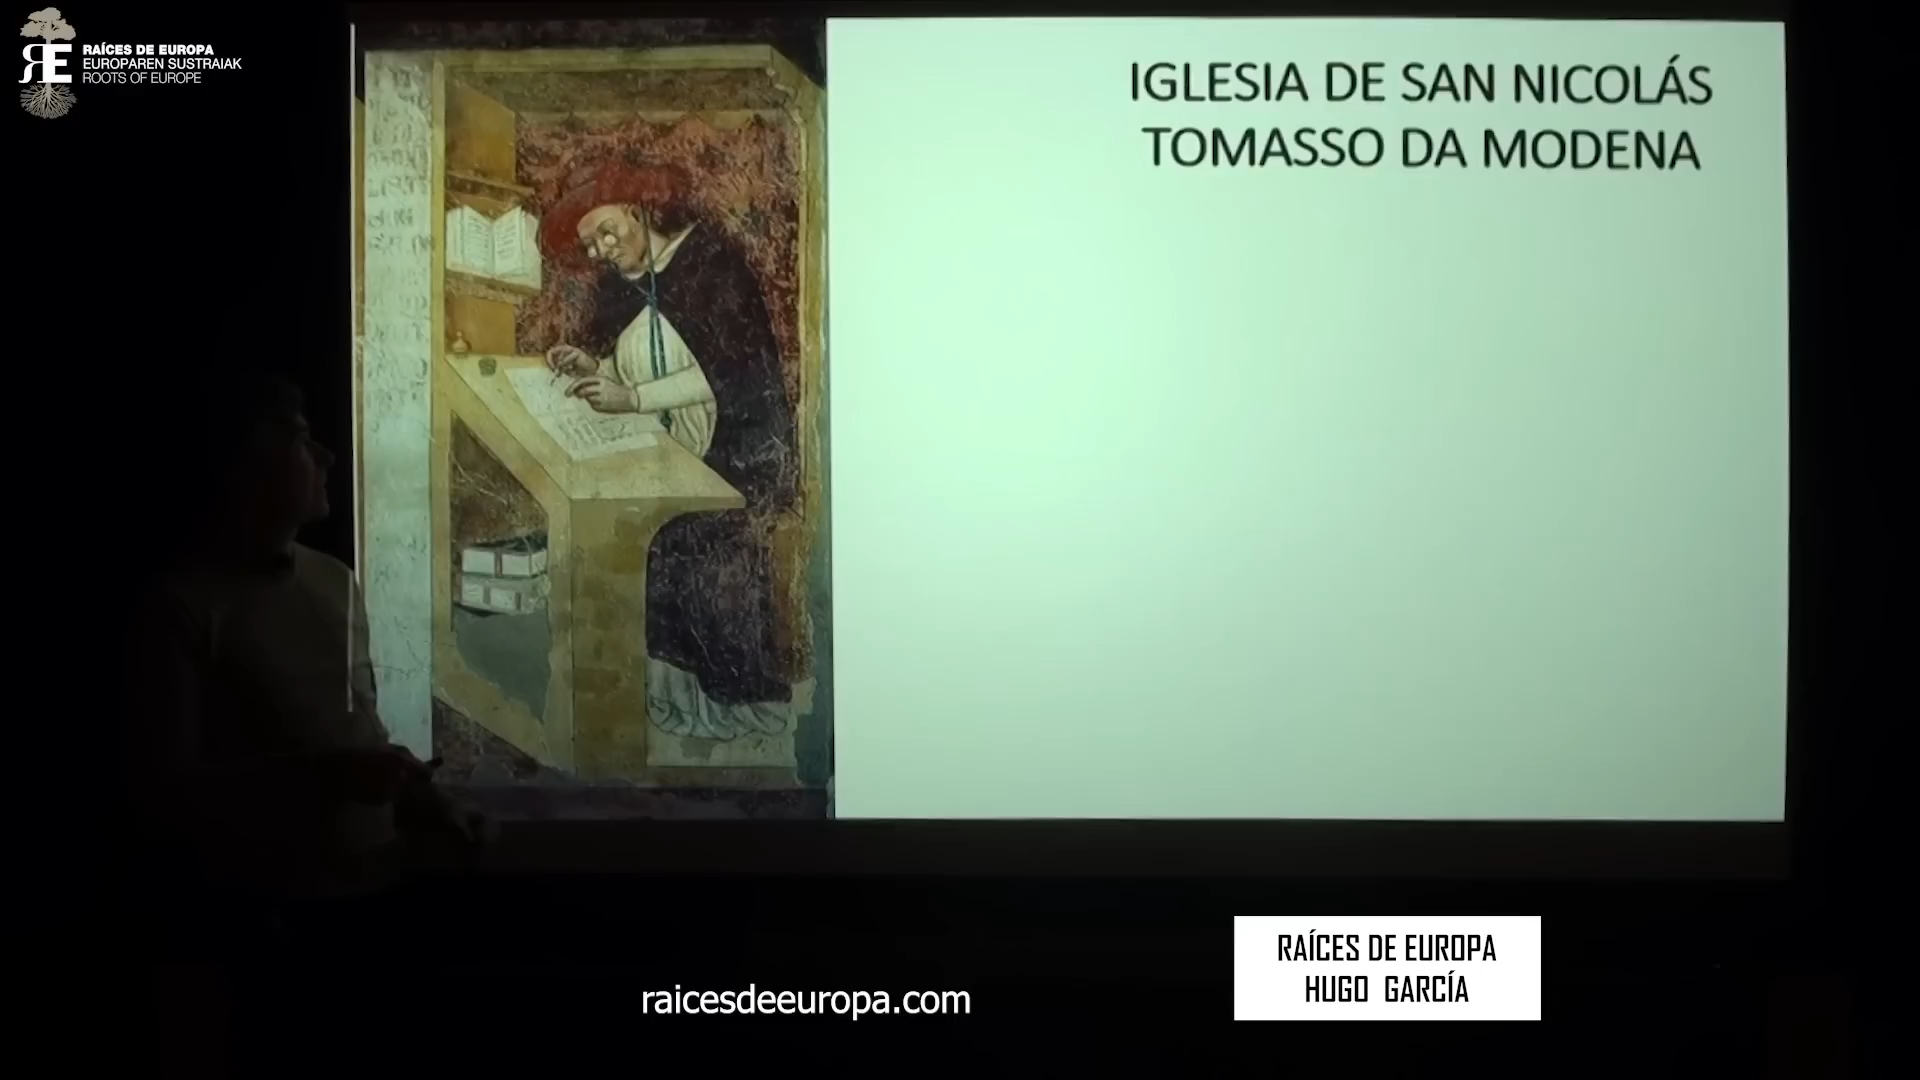 RAÍCES DE EUROPA
EUROPAREN SUSTRAIAK
ROOTS OF EUROPE
IGLESIA DE SAN NICOLÁS
TOMASSO DA MODENA
RAÍCES DE EUROPA
HUGO GARCÍA
raicesdeeuropa.com